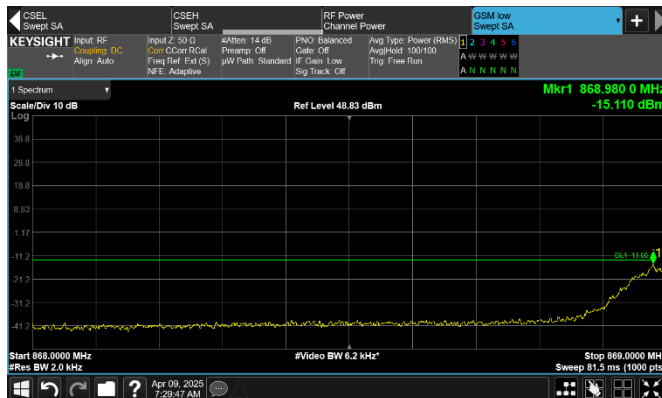 CSEL
Swept SA
CSEH
Swept SA
RF Power
Channel Power
GSM low
Swept SA
KEYSIGHT
Input: RF
Coupling: DC
Align: Auto
Input Z: 50 Ω
Corr CCorr RCal
Freq Ref: Ext (S)
NFE: Adaptive
#Atten: 14 dB
Preamp: Off
µW Path: Standard
PNO: Balanced
Gate: Off
IF Gain: Low
Sig Track: Off
Avg Type: Power (RMS)
Avg|Hold: 100/100
Trig: Free Run
1 2 3 4 5 6
A W W W W W
A N N N N N
1 Spectrum
Scale/Div 10 dB
Log
Ref Level 48.83 dBm
Mkr1 868.980 0 MHz
-15.110 dBm
38.8
28.8
18.8
8.83
-1.17
-11.2
DL1 -13.00
1
-21.2
-31.2
-41.2
Start 868.0000 MHz
#Res BW 2.0 kHz
#Video BW 6.2 kHz*
Stop 869.0000 MH
Sweep 81.5 ms (1000 pts
?
Apr 09, 2025
7:29:47 AM